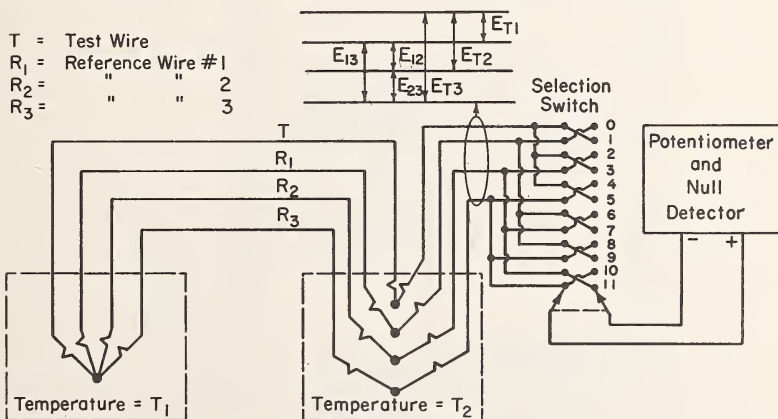 T = Test Wire
R1 = Reference Wire #1
R2 = " " 2
R3 = " " 3
ET1
E13 E12 ET2
E23 ET3
Selection
Switch
T
R1
R2
R3
0
1
2
3
4
5
6
7
8
9
10
11
Potentiometer
and
Null
Detector
- +
Temperature = T1
Temperature = T2